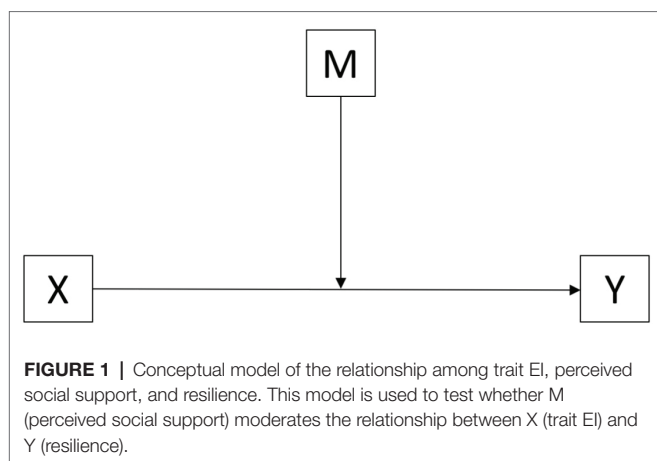 M
X
Y
FIGURE 1 | Conceptual model of the relationship among trait EI, perceived
social support, and resilience. This model is used to test whether M
(perceived social support) moderates the relationship between X (trait EI) and
Y (resilience).